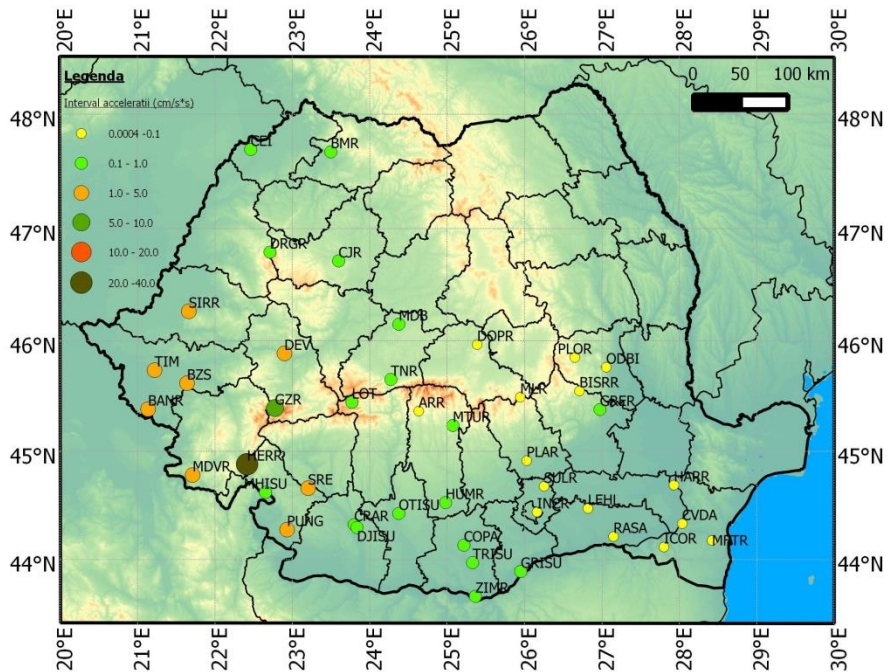 20°E 21°E 22°E 23°E 24°E 25°E 26°E 27°E 28°E 29°E 30°E
Legenda
Interval acceleratii (cm/s*s)
0.0004 -0.1
0.1 - 1.0
1.0 - 5.0
5.0 - 10.0
10.0 - 20.0
20.0 -40.0
0 50 100 km
48°N 48°N
CEI BMR
47°N 47°N
DRGR CJR
SIRR
MDB
46°N 46°N
DEV DOPR PLOR ODBI
TIM BZS TNR BISRR
BANR GZR LOT ARR MLR GRER
MTUR
45°N 45°N
HERR PLAR
MDVR SRE SULR HARR
MHISU HUMR LEHL
OTISU INCR
PUNG CRAR CVDA
DJISU COPA RASA ICOR MFTR
44°N 44°N
TRISU GRISU
ZIMR
20°E 21°E 22°E 23°E 24°E 25°E 26°E 27°E 28°E 29°E 30°E